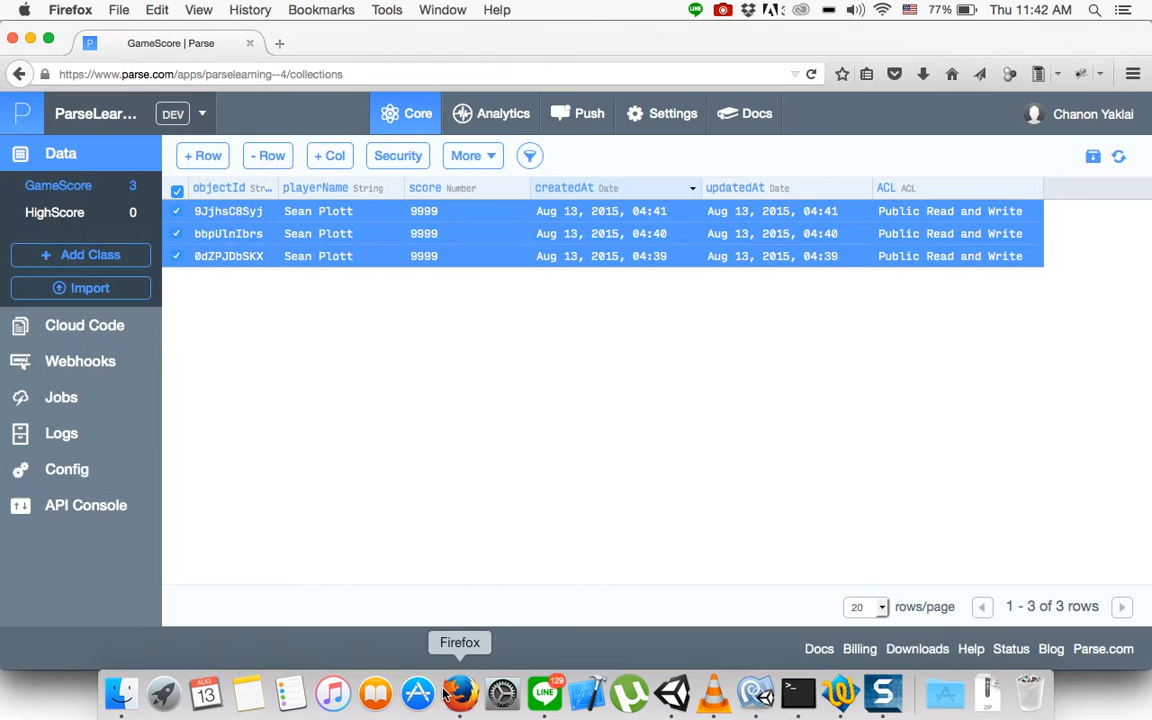 Firefox File Edit View History Bookmarks Tools Window Help 77% Thu 11:42 AM
GameScore | Parse
https://www.parse.com/apps/parselearning--4/collections
P ParseLear... DEV Core Analytics Push Settings Docs Chanon Yaklai
Data + Row - Row + Col Security More
GameScore 3
HighScore 0
objectId Str... playerName String score Number createdAt Date updatedAt Date ACL ACL
9JjhsC8Syj Sean Plott 9999 Aug 13, 2015, 04:41 Aug 13, 2015, 04:41 Public Read and Write
bbpUlnIbrs Sean Plott 9999 Aug 13, 2015, 04:40 Aug 13, 2015, 04:40 Public Read and Write
0dZPJDbSKX Sean Plott 9999 Aug 13, 2015, 04:39 Aug 13, 2015, 04:39 Public Read and Write
+ Add Class
Import
Cloud Code
Webhooks
Jobs
Logs
Config
API Console
20 rows/page 1 - 3 of 3 rows
Docs Billing Downloads Help Status Blog Parse.com
Firefox
AUG
13
LINE
129
ZIP